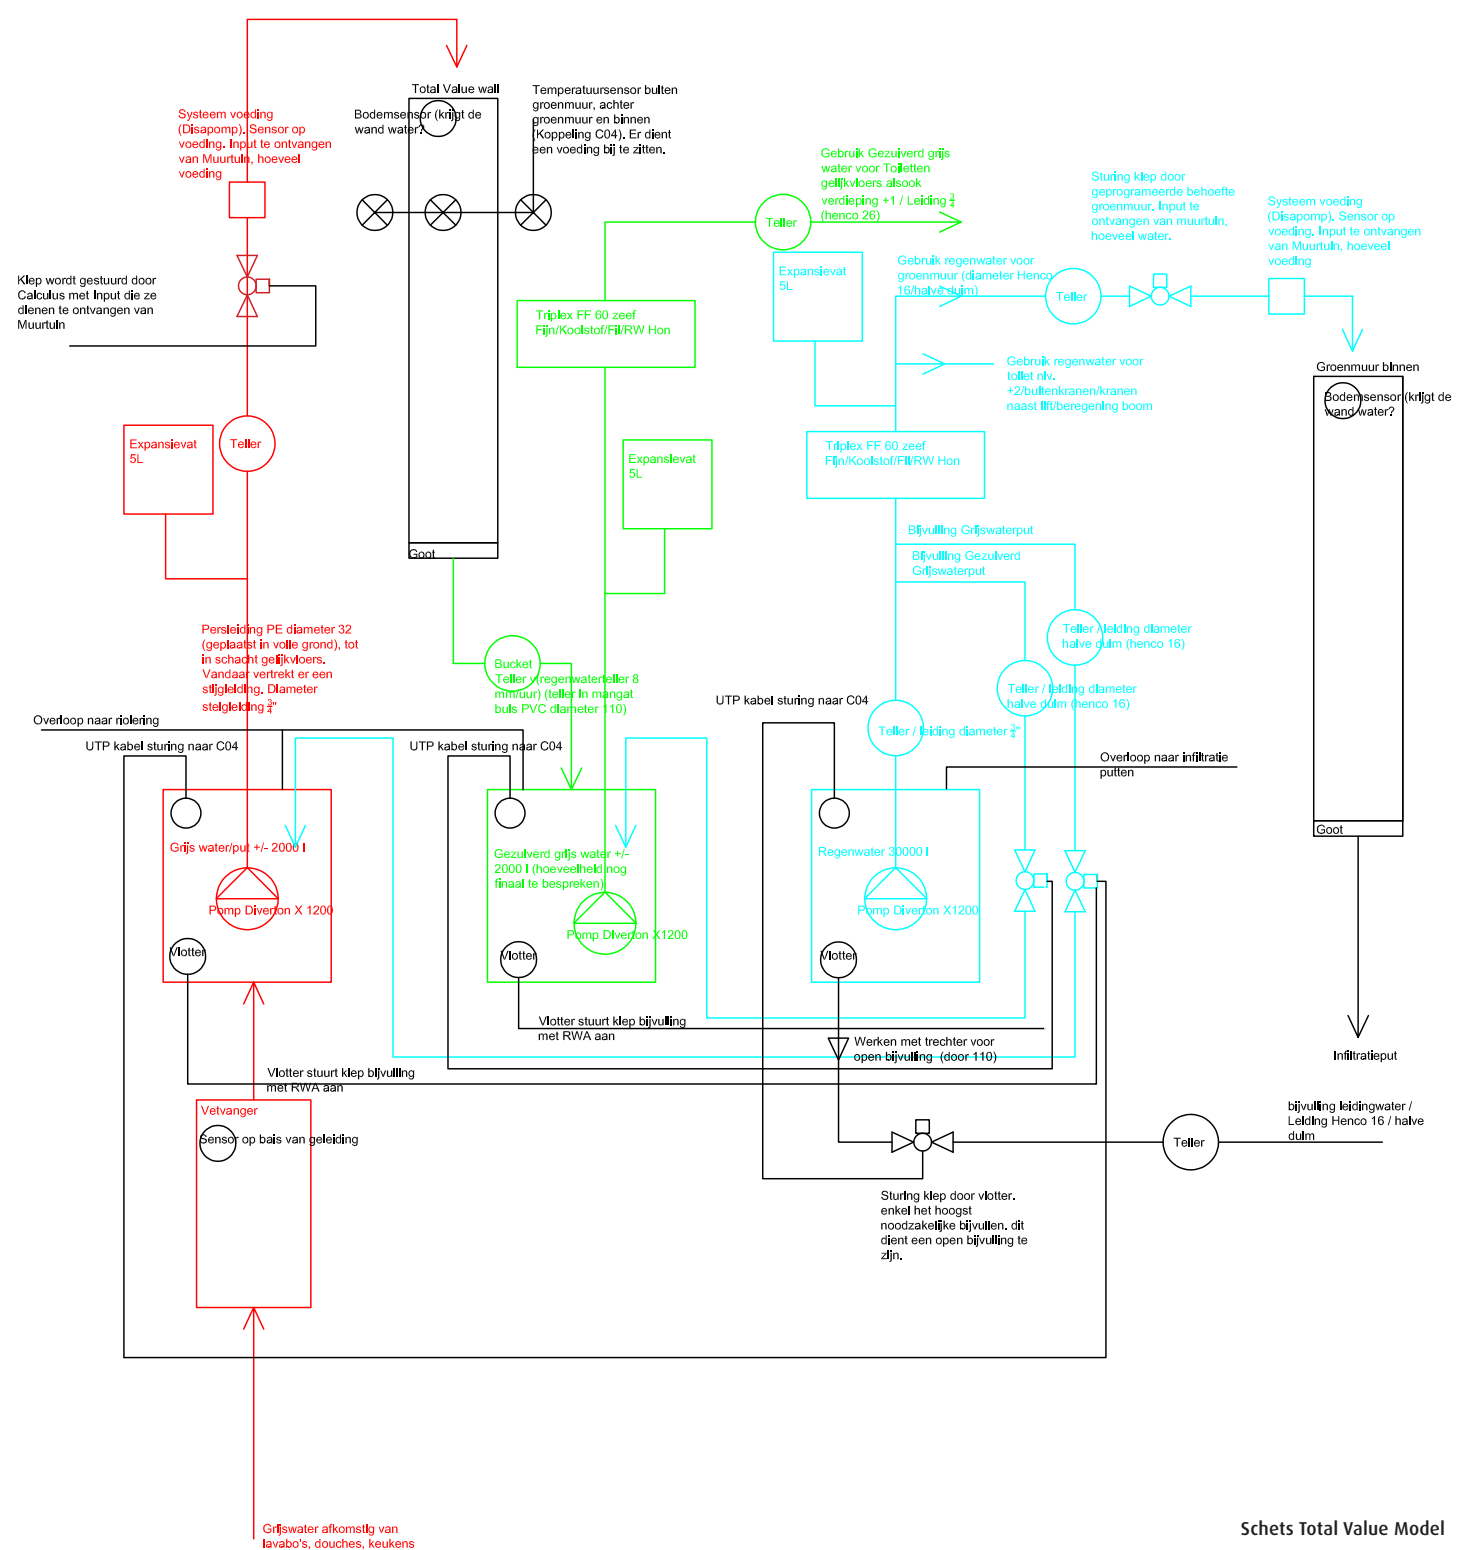 Total Value wall
Bodemsensor (krijgt de
wand water?
Temperatuursensor buiten
groenmuur, achter
groenmuur en binnen
(Koppeling C04). Er dient
een voeding bij te zitten.
Systeem voeding
(Disapomp). Sensor op
voeding. Input te ontvangen
van Muurtuin, hoeveel
voeding
Gebruik Gezuiverd grijs
water voor Toiletten
gelijkvloers alsook
verdieping +1 / Leiding ¾
(henco 26)
Teller
Sturing klep door
geprogrameerde behoefte
groenmuur, Input te
ontvangen van muurtuin,
hoeveel water.
Systeem voeding
(Disapomp). Sensor op
voeding. Input te ontvangen
van Muurtuin, hoeveel
voeding
Klep wordt gestuurd door
Calculus met Input die ze
dienen te ontvangen van
Muurtuin
Expansievat
5L
Gebruik regenwater voor
groenmuur (diameter Henco
16/halve duim)
Teller
Triplex FF 60 zeef
Fijn/Koolstof/Fil/RW Hon
Gebruik regenwater voor
toilet niv.
+2/buitenkranen/kranen
naast lift/beregening boom
Groenmuur binnen
Bodemsensor (krijgt de
wand water?
Expansievat
5L
Teller
Expansievat
5L
Triplex FF 60 zeef
Fijn/Koolstof/Fil/RW Hon
Goot
Bijvulling Grijswaterput
Bijvulling Gezuiverd
Grijswaterput
Persleiding PE diameter 32
(geplaatst in volle grond), tot
in schacht gelijkvloers.
Vandaar vertrekt er een
stijgleiding. Diameter
steigleiding ¾"
Bucket
Teller v(regenwaterteller 8
mm/uur) (teller in mangat
buis PVC diameter 110)
Teller / leiding diameter
halve duim (henco 16)
Teller / leiding diameter
halve duim (henco 16)
Teller / leiding diameter ¾"
Overloop naar riolering
UTP kabel sturing naar C04
UTP kabel sturing naar C04
UTP kabel sturing naar C04
Overloop naar infiltratie
putten
Grijs water/put +/- 2000 l
Pomp Diverton X 1200
Vlotter
Gezuiverd grijs water +/-
2000 l (hoeveelheid nog
finaal te bespreken)
Pomp Diverton X1200
Vlotter
Regenwater 30000 l
Pomp Diverton X1200
Vlotter
Goot
Vlotter stuurt klep bijvulling
met RWA aan
Werken met trechter voor
open bijvulling (door 110)
Infiltratieput
Vlotter stuurt klep bijvulling
met RWA aan
Vetvanger
Sensor op bais van geleiding
bijvulling leidingwater /
Leiding Henco 16 / halve
duim
Teller
Sturing klep door vlotter.
enkel het hoogst
noodzakelijke bijvullen. dit
dient een open bijvulling te
zijn.
Grijswater afkomstig van
lavabo's, douches, keukens
Schets Total Value Model